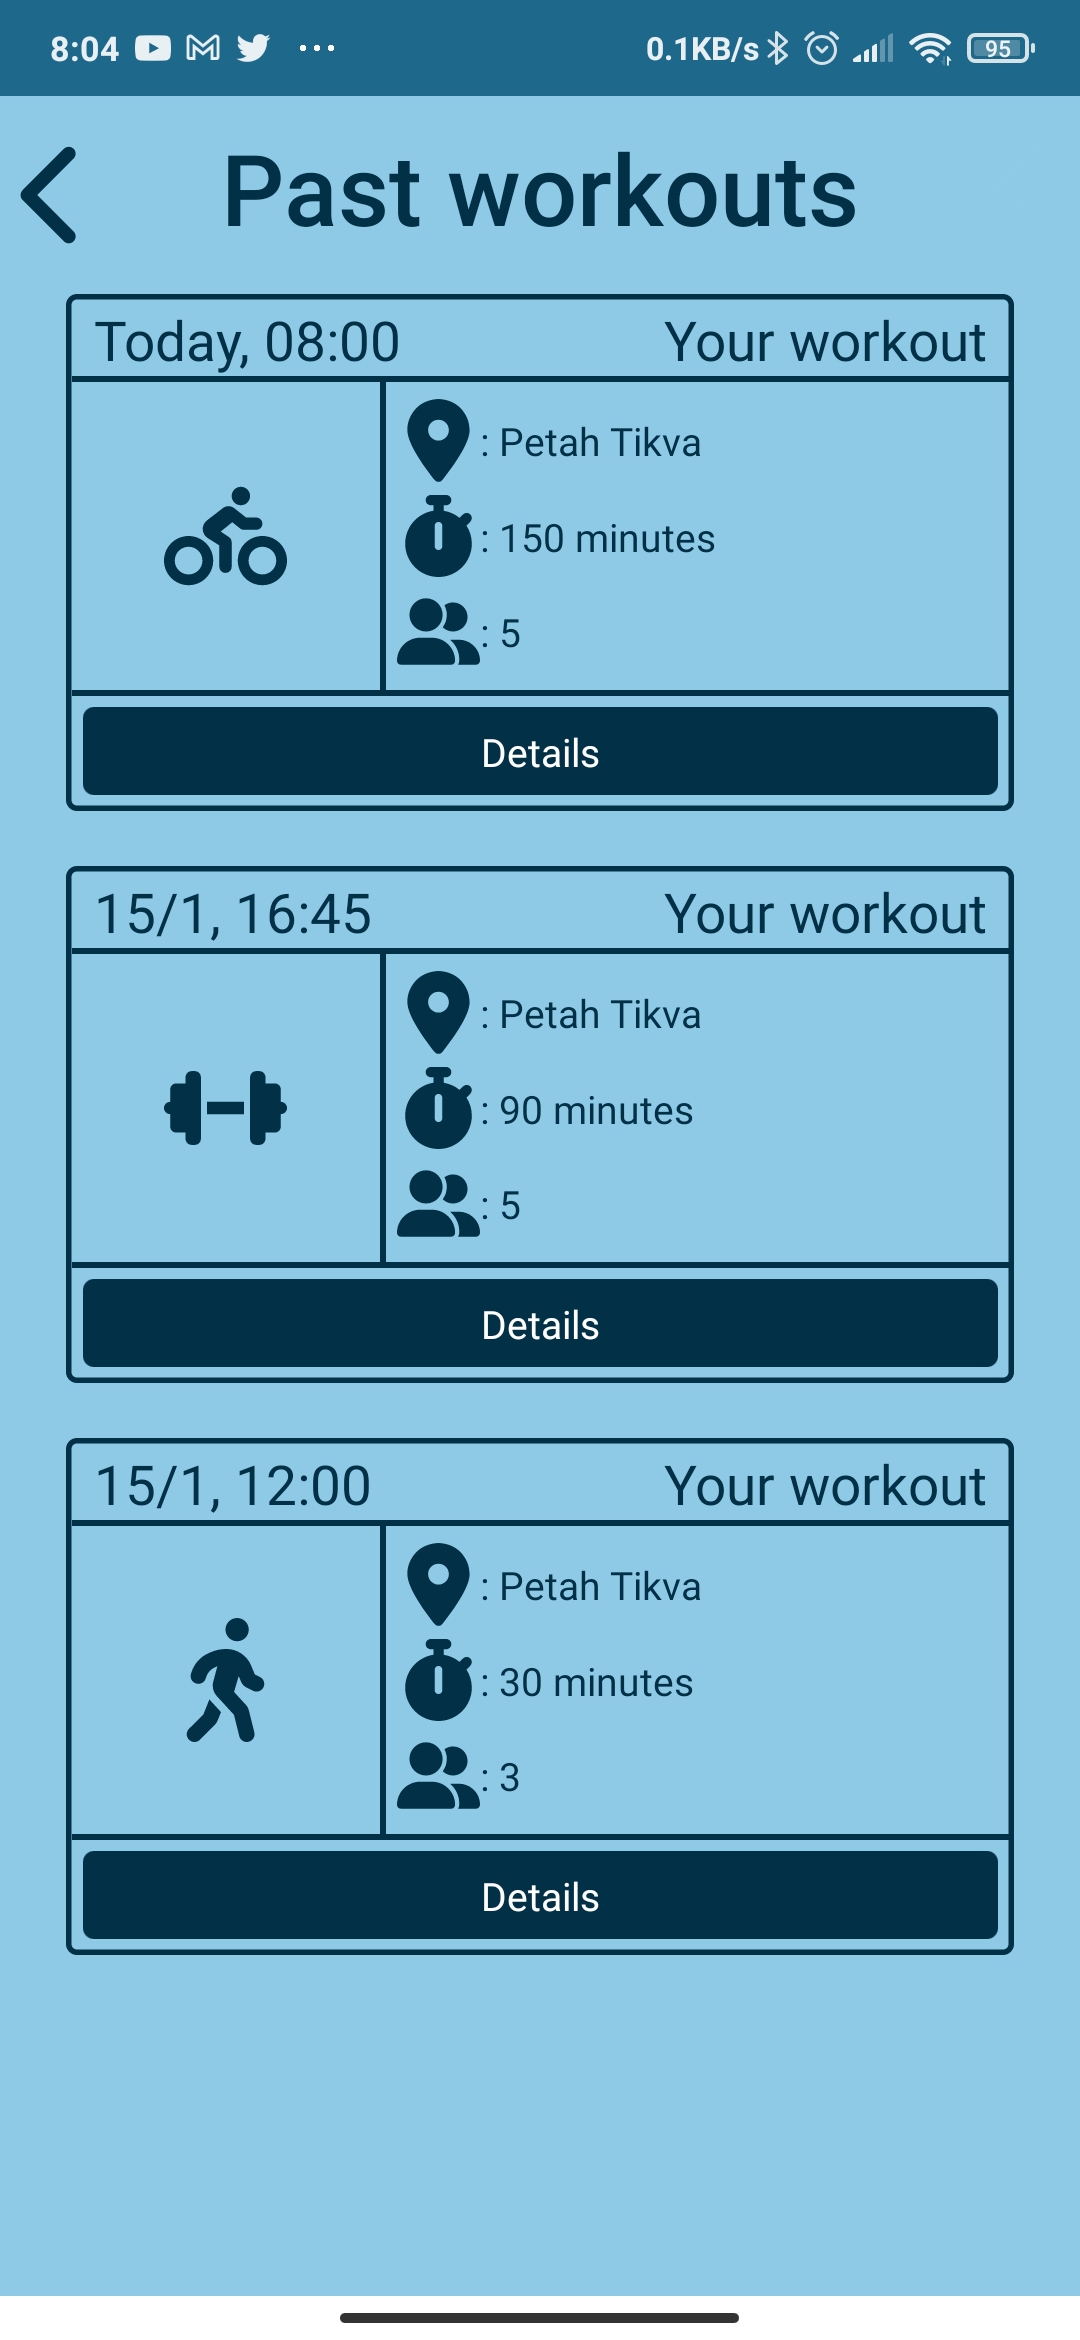 8:04 ... 0.1KB/s 95
Past workouts
Today, 08:00 Your workout
: Petah Tikva
: 150 minutes
: 5
Details
15/1, 16:45 Your workout
: Petah Tikva
: 90 minutes
: 5
Details
15/1, 12:00 Your workout
: Petah Tikva
: 30 minutes
: 3
Details